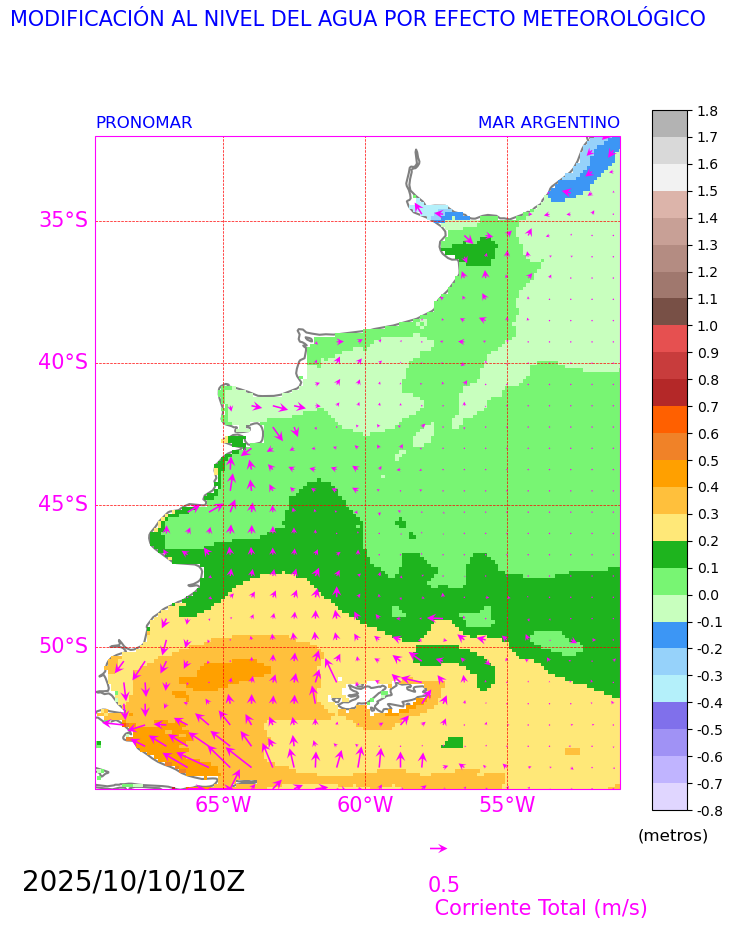 MODIFICACIÓN AL NIVEL DEL AGUA POR EFECTO METEOROLÓGICO
PRONOMAR MAR ARGENTINO
1.8
1.7
1.6
1.5
1.4
1.3
1.2
1.1
1.0
0.9
0.8
0.7
0.6
0.5
0.4
0.3
0.2
0.1
0.0
-0.1
-0.2
-0.3
-0.4
-0.5
-0.6
-0.7
-0.8
(metros)
35°S
40°S
45°S
50°S
65°W 60°W 55°W
2025/10/10/10Z
0.5
Corriente Total (m/s)